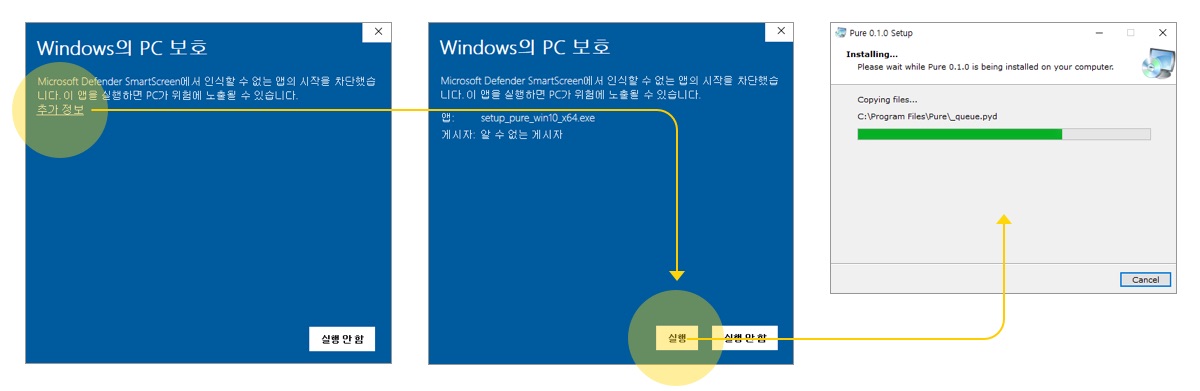 Windows의 PC 보호
Microsoft Defender SmartScreen에서 인식할 수 없는 앱의 시작을 차단했습
니다. 이 앱을 실행하면 PC가 위험에 노출될 수 있습니다.
추가 정보
실행 안 함
Windows의 PC 보호
Microsoft Defender SmartScreen에서 인식할 수 없는 앱의 시작을 차단했습
니다. 이 앱을 실행하면 PC가 위험에 노출될 수 있습니다.
앱: setup_pure_win10_x64.exe
게시자: 알 수 없는 게시자
실행 실행 안 함
Pure 0.1.0 Setup
Installing...
Please wait while Pure 0.1.0 is being installed on your computer.
Copying files...
C:\Program Files\Pure\_queue.pyd
Cancel